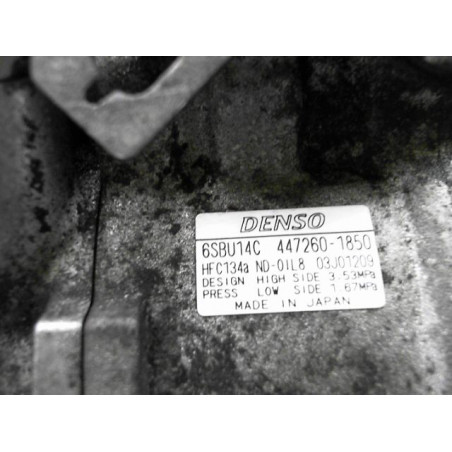 DENSO
6SBU14C 447260-1850
HFC134a ND-OIL8 03J01209
DESIGN HIGH SIDE 3.53MPa
PRESS LOW SIDE 1.67MPa
MADE IN JAPAN